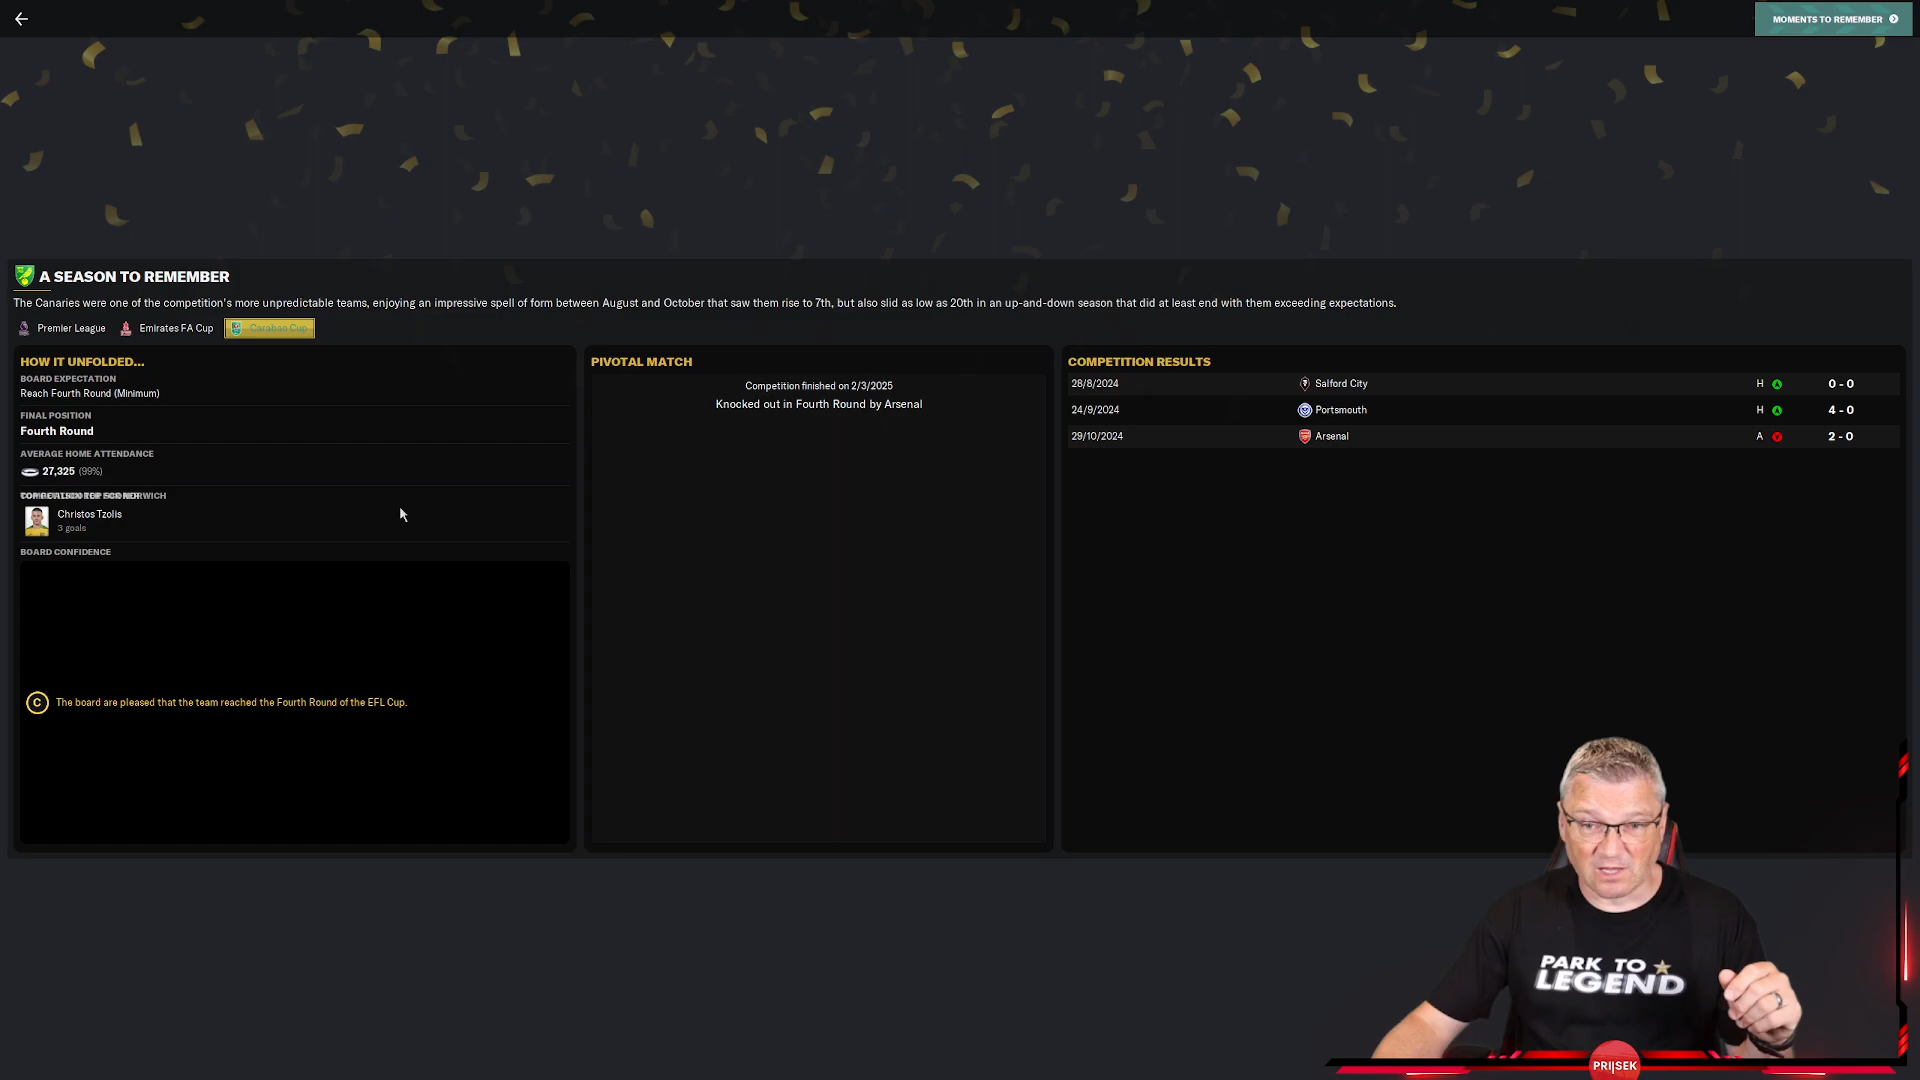 MOMENTS TO REMEMBER
A SEASON TO REMEMBER
The Canaries were one of the competition's more unpredictable teams, enjoying an impressive spell of form between August and October that saw them rise to 7th, but also slid as low as 20th in an up-and-down season that did at least end with them exceeding expectations.
Premier League Emirates FA Cup Carabao Cup
HOW IT UNFOLDED...
BOARD EXPECTATION
Reach Fourth Round (Minimum)
FINAL POSITION
Fourth Round
AVERAGE HOME ATTENDANCE
27,325 (99%)
Christos Tzolis
3 goals
BOARD CONFIDENCE
C The board are pleased that the team reached the Fourth Round of the EFL Cup.
PIVOTAL MATCH
Competition finished on 2/3/2025
Knocked out in Fourth Round by Arsenal
COMPETITION RESULTS
28/8/2024 Salford City H 0 - 0
24/9/2024 Portsmouth H 4 - 0
29/10/2024 Arsenal A 2 - 0
PARK TO
LEGEND
PRIJSEK